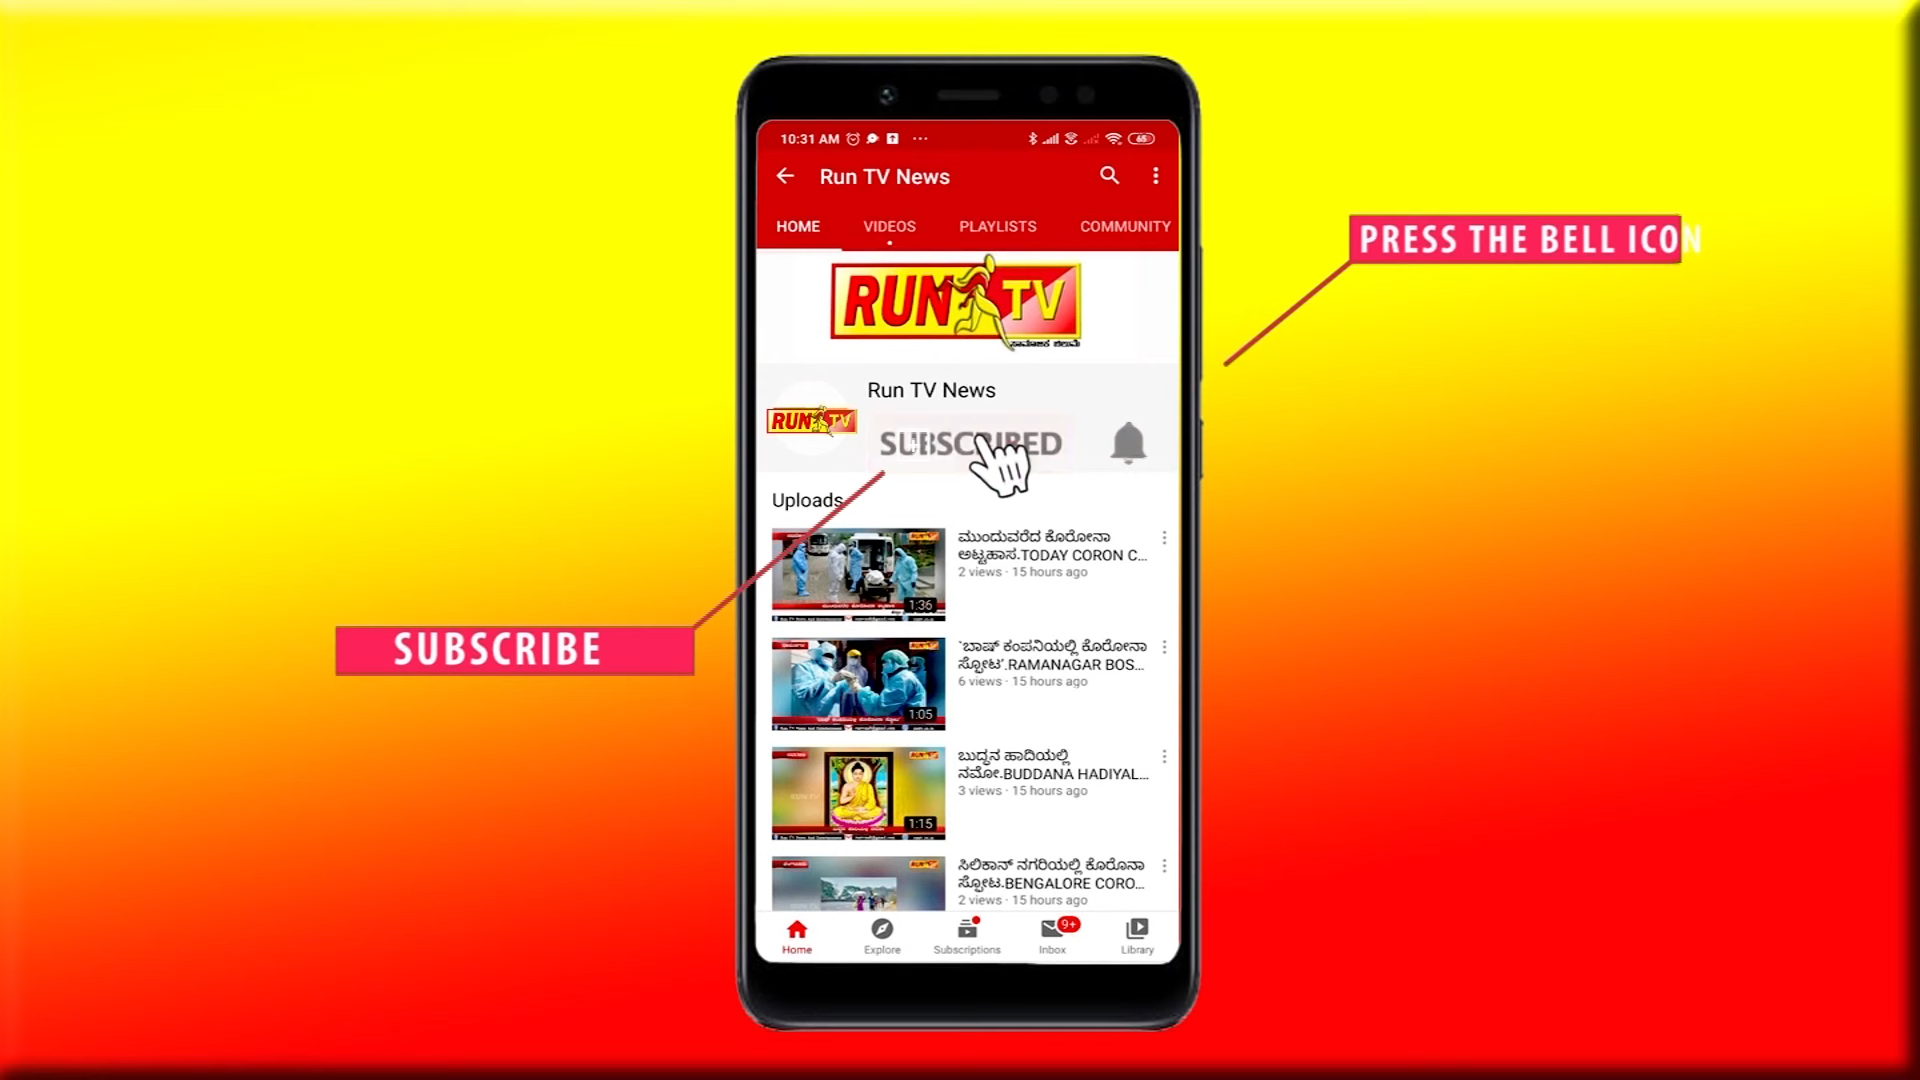 10:31 AM
65
Run TV News
HOME VIDEOS PLAYLISTS COMMUNITY
PRESS THE BELL ICON
RUN TV
ಸಾಮಾಜಿಕ ಚಲುಮೆ
Run TV News
RUN TV
SUBSCRIBED
Uploads
ಮುಂದುವರೆದ ಕೊರೋನಾ
ಅಟ್ಟಹಾಸ.TODAY CORON C...
2 views · 15 hours ago
1:36
SUBSCRIBE
`ಬಾಷ್ ಕಂಪನಿಯಲ್ಲಿ ಕೊರೋನಾ
ಸ್ಪೋಟ'.RAMANAGAR BOS...
6 views · 15 hours ago
1:05
ಬುದ್ಧನ ಹಾದಿಯಲ್ಲಿ
ನಮೋ.BUDDANA HADIYAL...
3 views · 15 hours ago
1:15
ಸಿಲಿಕಾನ್ ನಗರಿಯಲ್ಲಿ ಕೊರೊನಾ
ಸ್ಪೋಟ.BENGALORE CORO...
2 views · 15 hours ago
9+
Home Explore Subscriptions Inbox Library